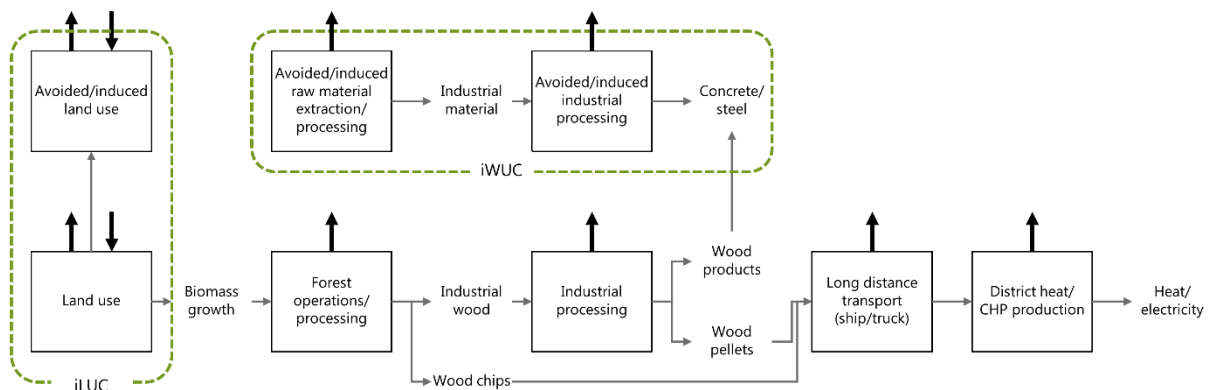 Avoided/induced
land use
Avoided/induced
raw material
extraction/
processing
Industrial
material
Avoided/induced
industrial
processing
Concrete/
steel
iWUC
Land use
Biomass
growth
Forest
operations/
processing
Industrial
wood
Industrial
processing
Wood
products
Wood
pellets
Long distance
transport
(ship/truck)
District heat/
CHP production
Heat/
electricity
Wood chips
iLUC